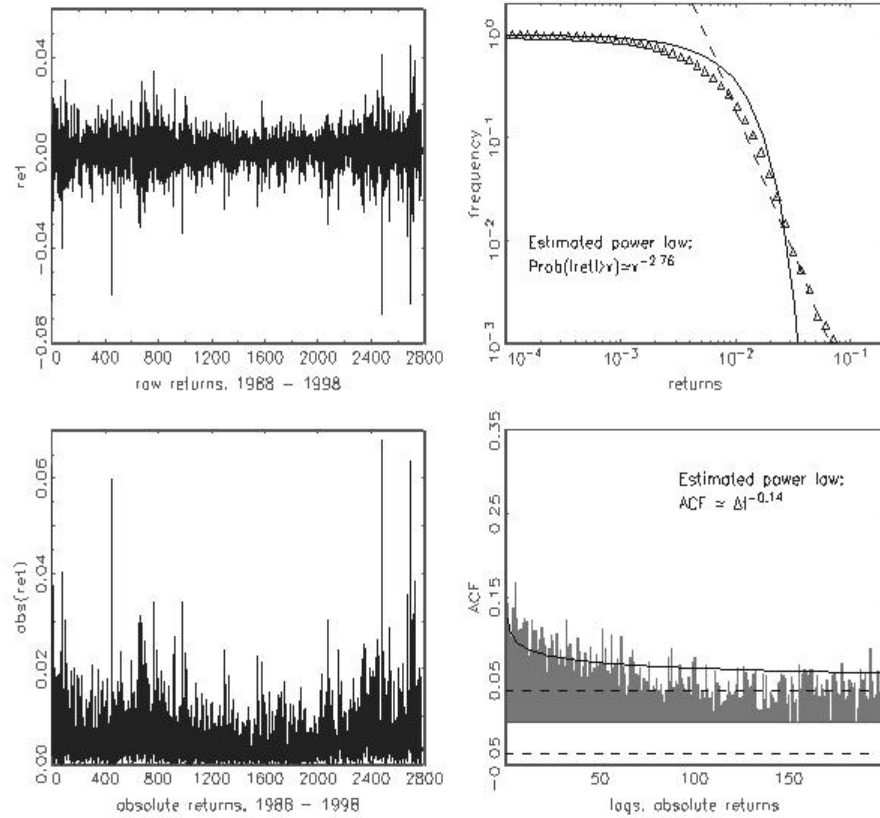 0.04
0.00
−0.04
−0.08
ret
0 400 800 1200 1600 2000 2400 2800
raw returns, 1988 − 1998
10⁰
10⁻¹
10⁻²
10⁻³
frequency
Estimated power law:
Prob(|ret|>x)≃x⁻²·⁷⁶
10⁻⁴ 10⁻³ 10⁻² 10⁻¹
returns
0.06
0.04
0.02
0.00
abs(ret)
0 400 800 1200 1600 2000 2400 2800
absolute returns, 1988 − 1998
0.35
0.25
0.15
0.05
−0.05
ACF
Estimated power law:
ACF ≃ Δt⁻⁰·¹⁴
50 100 150
lags, absolute returns